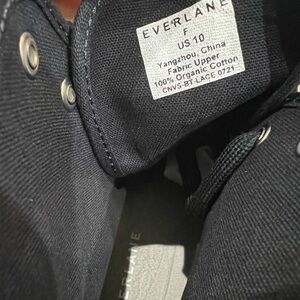 EVERLANE
F
US 10
Yangzhou, China
Fabric Upper
100% Organic Cotton
CNVS-BT-LACE 0721
EVERLANE